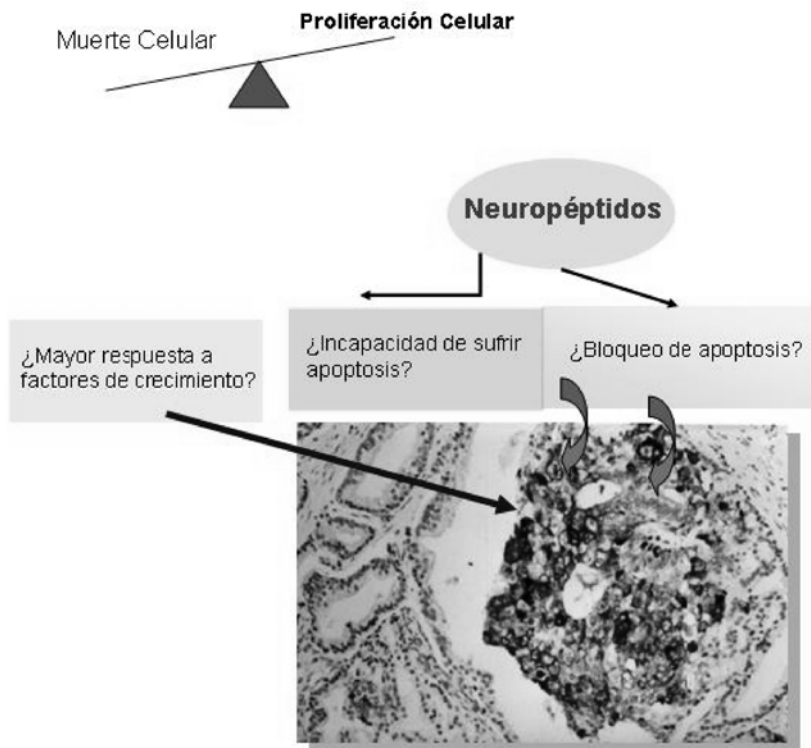 Proliferación Celular
Muerte Celular
Neuropéptidos
¿Mayor respuesta a
factores de crecimiento?
¿Incapacidad de sufrir
apoptosis?
¿Bloqueo de apoptosis?